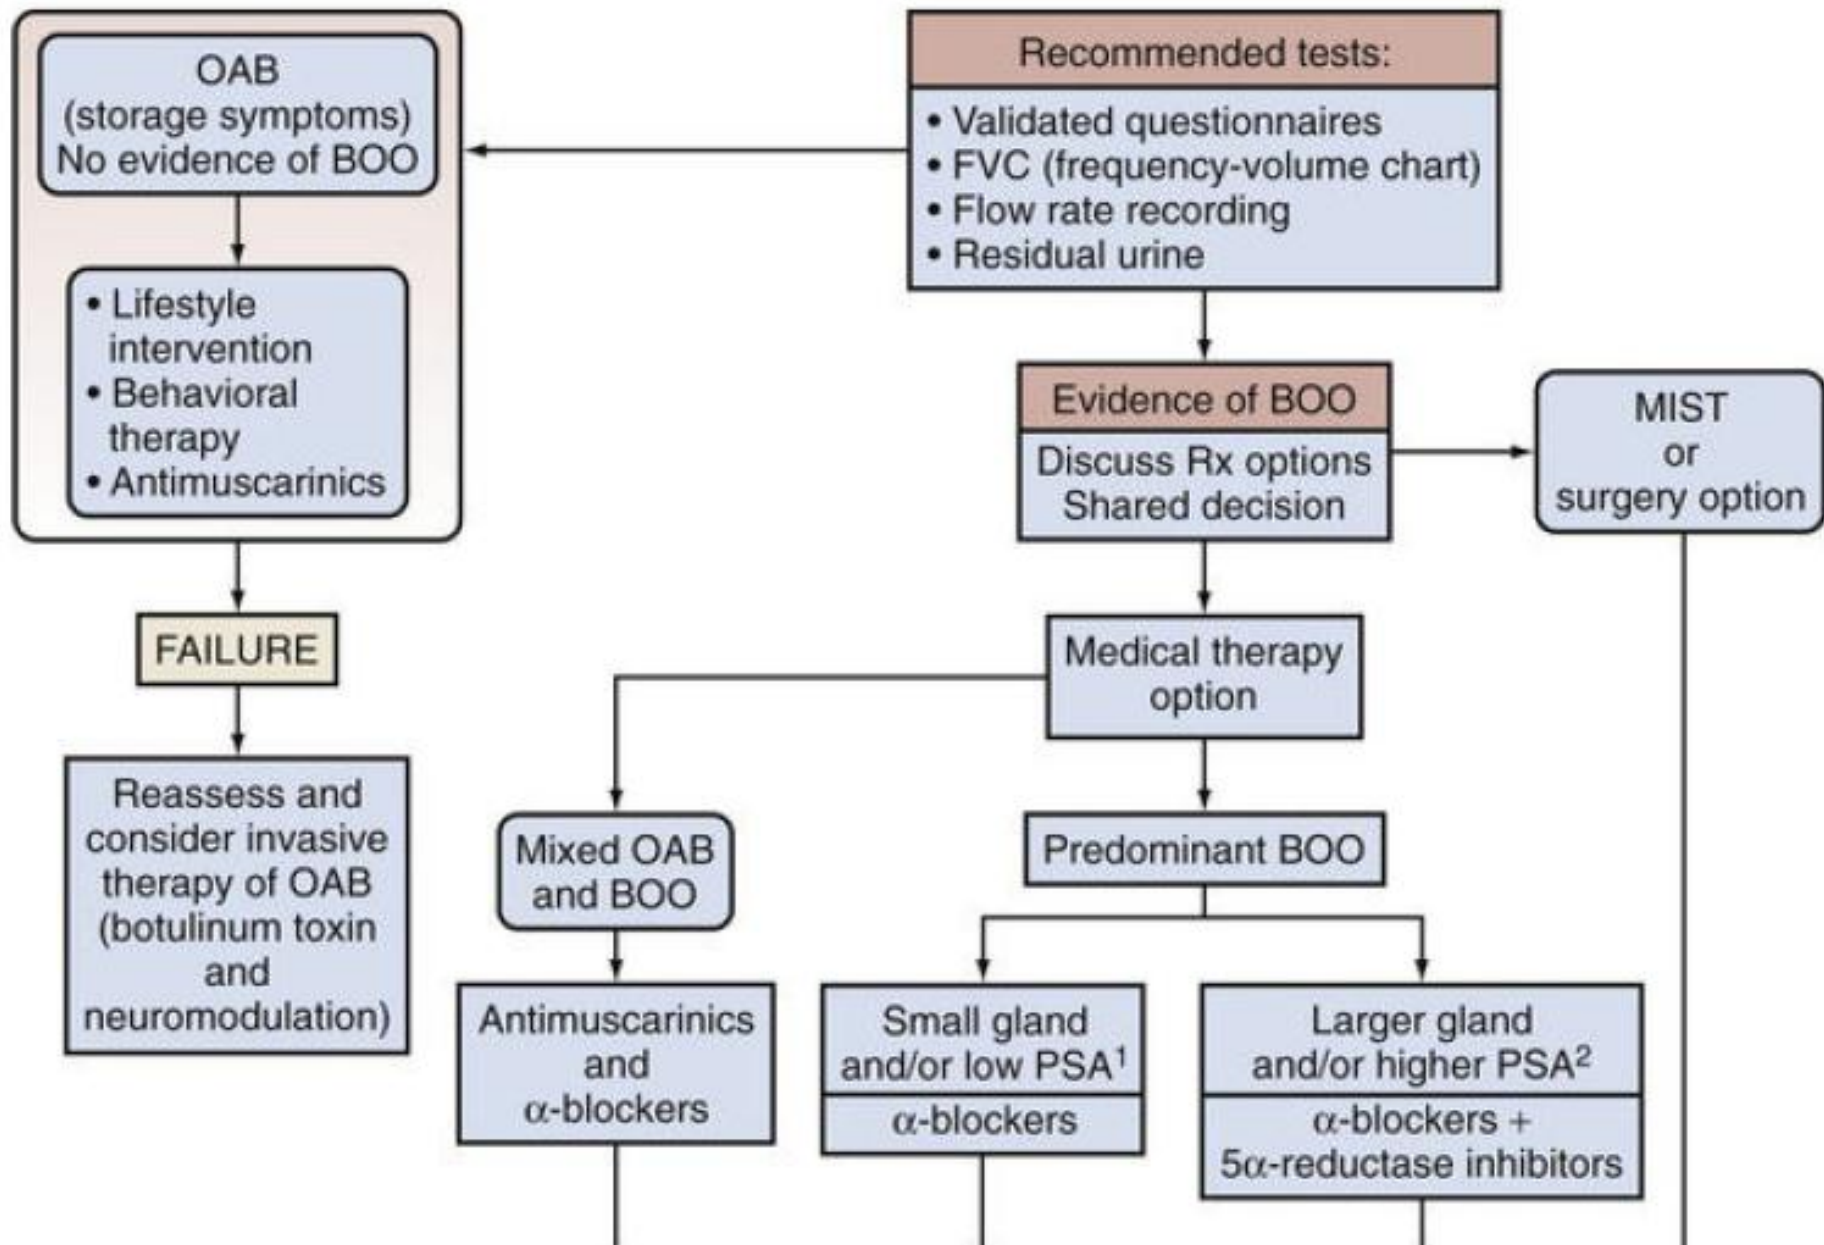 OAB
(storage symptoms)
No evidence of BOO
• Lifestyle
intervention
• Behavioral
therapy
• Antimuscarinics
FAILURE
Reassess and
consider invasive
therapy of OAB
(botulinum toxin
and
neuromodulation)
Recommended tests:
• Validated questionnaires
• FVC (frequency-volume chart)
• Flow rate recording
• Residual urine
Evidence of BOO
Discuss Rx options
Shared decision
MIST
or
surgery option
Medical therapy
option
Mixed OAB
and BOO
Antimuscarinics
and
α-blockers
Predominant BOO
Small gland
and/or low PSA¹
α-blockers
Larger gland
and/or higher PSA²
α-blockers +
5α-reductase inhibitors